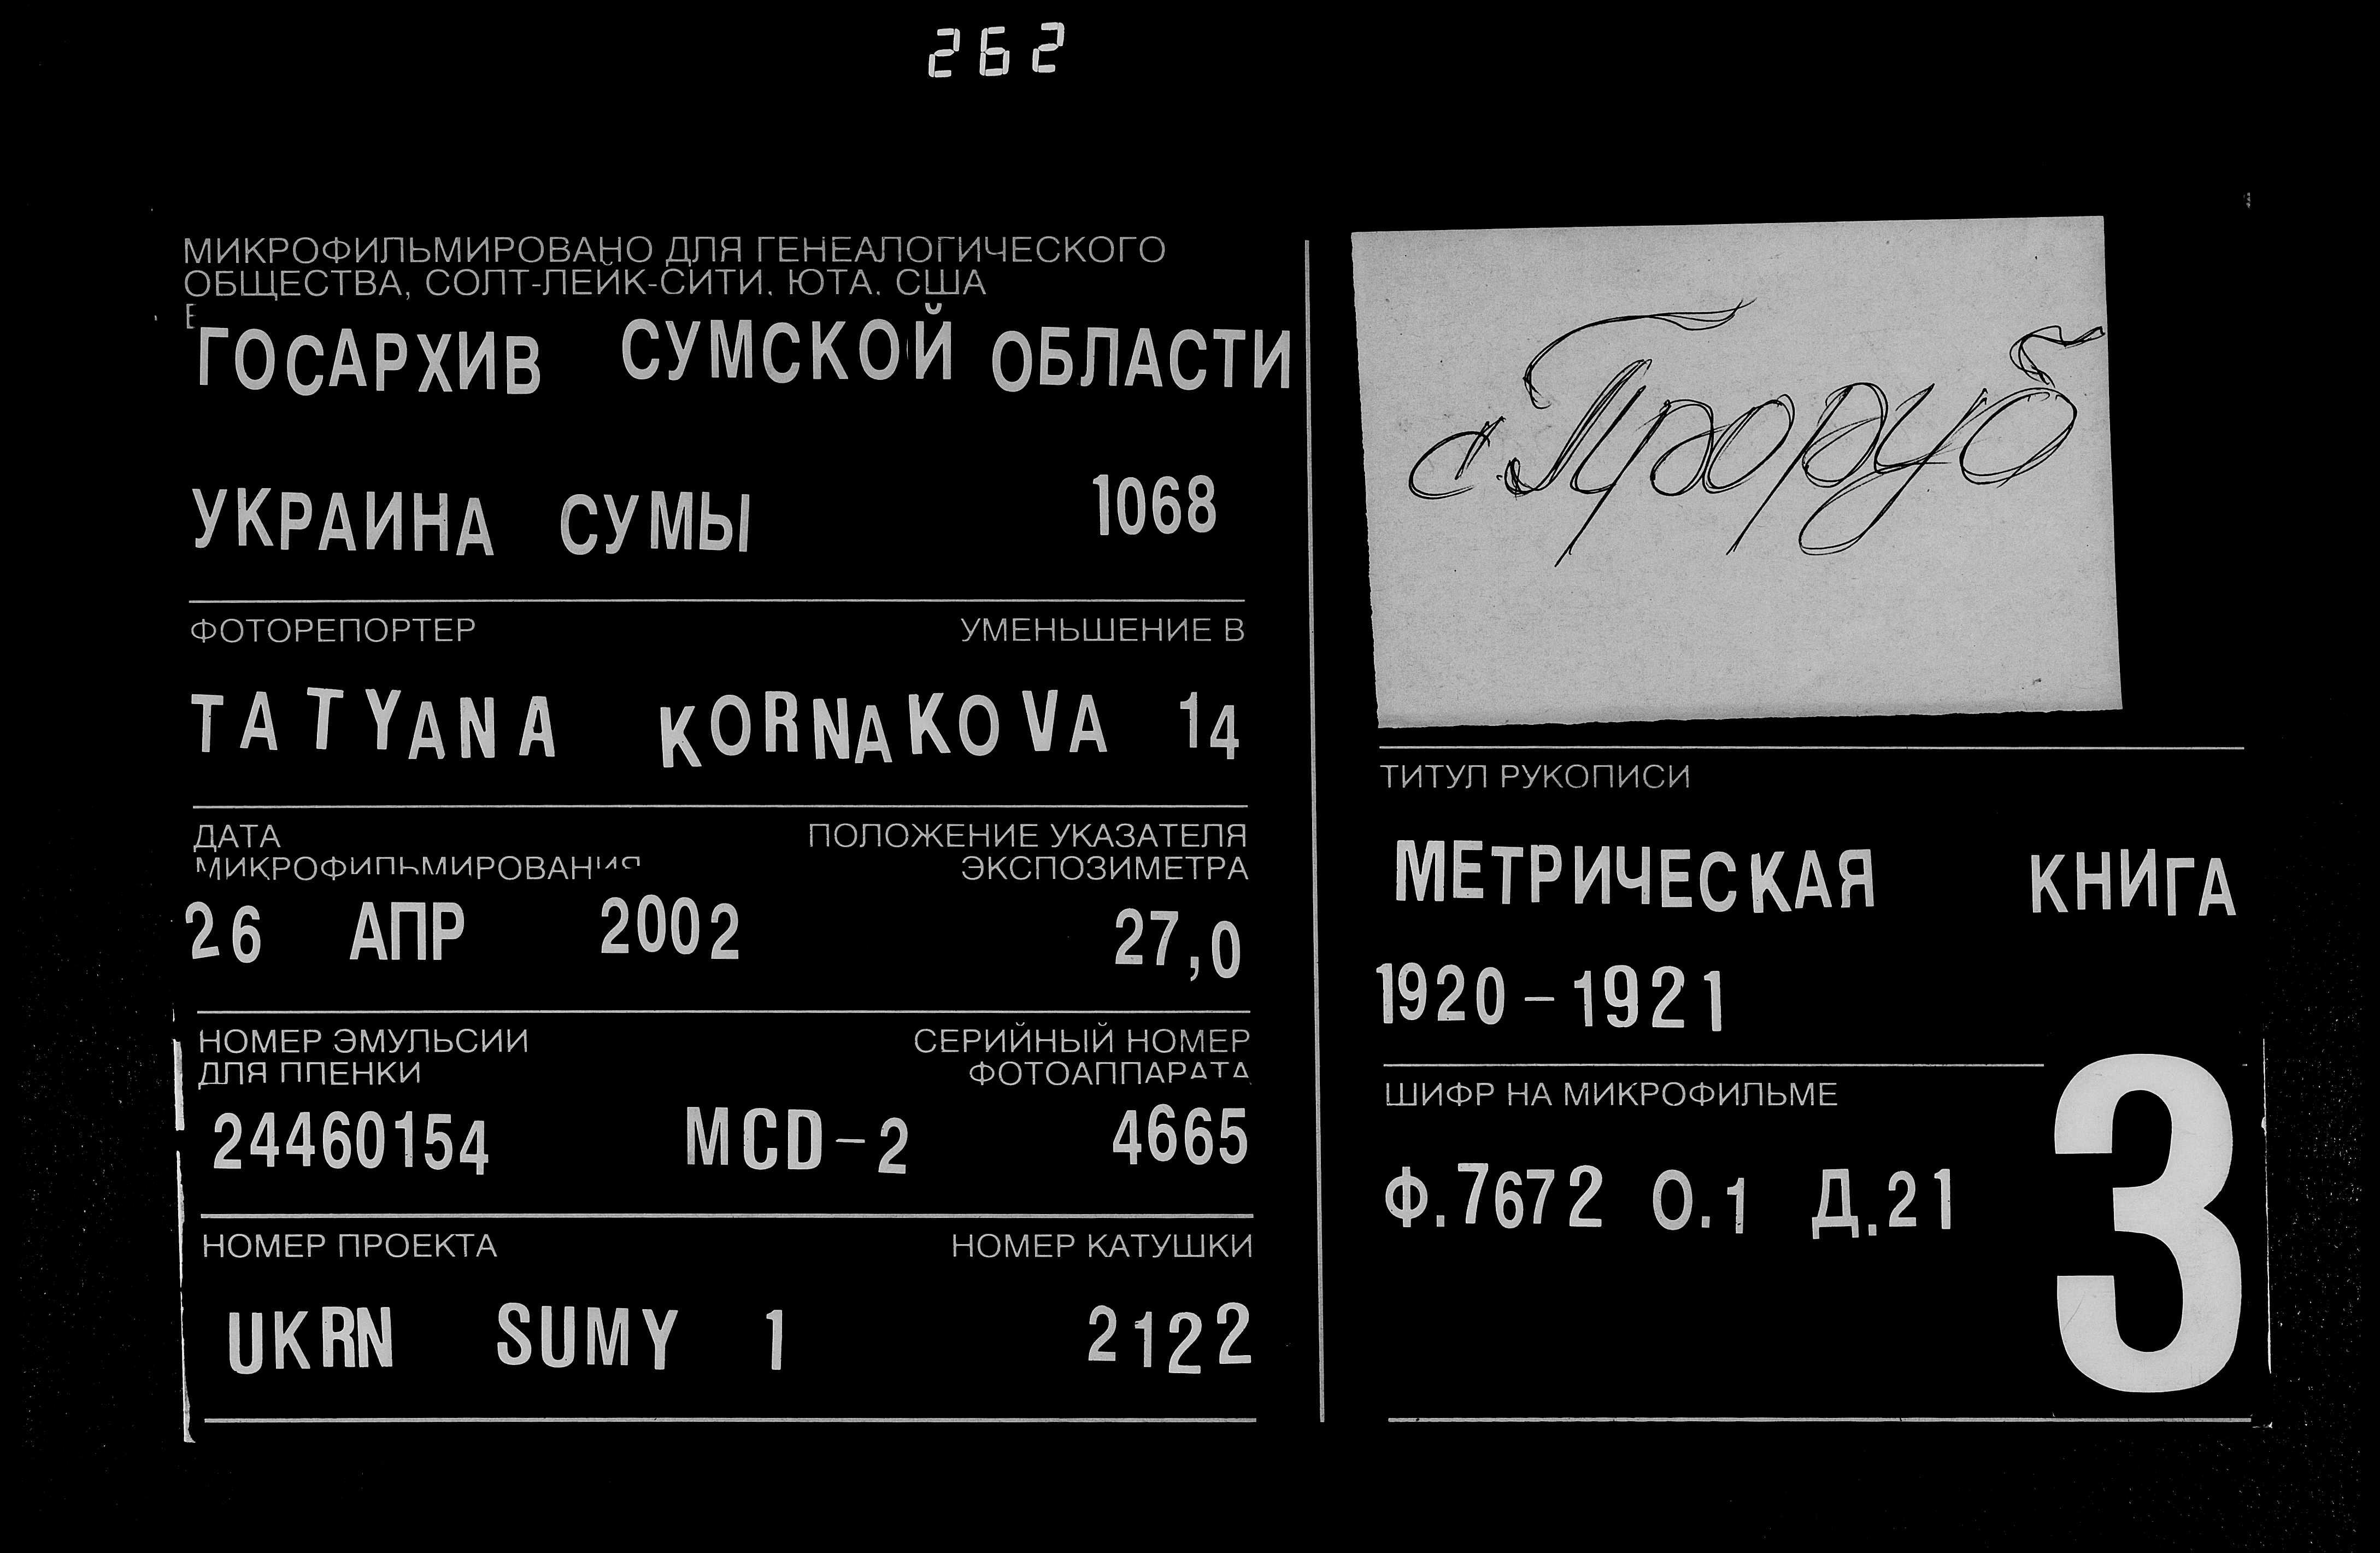 262
МИКРОФИЛЬМИРОВАНО ДЛЯ ГЕНЕАЛОГИЧЕСКОГО
ОБЩЕСТВА, СОЛТ-ЛЕЙК-СИТИ, ЮТА, США
В
ГОСАРХИВ СУМСКОЙ ОБЛАСТИ
УКРАИНА СУМЫ 1068
ФОТОРЕПОРТЕР УМЕНЬШЕНИЕ В
TATYANA KORNAKOVA 14
ДАТА ПОЛОЖЕНИЕ УКАЗАТЕЛЯ
МИКРОФИЛЬМИРОВАНИЯ ЭКСПОЗИМЕТРА
26 АПР 2002 27,0
НОМЕР ЭМУЛЬСИИ СЕРИЙНЫЙ НОМЕР
ДЛЯ ПЛЕНКИ ФОТОАППАРАТА
24460154 MCD-2 4665
НОМЕР ПРОЕКТА НОМЕР КАТУШКИ
UKRN SUMY 1 2122
с. Проруб
ТИТУЛ РУКОПИСИ
МЕТРИЧЕСКАЯ КНИГА
1920-1921
ШИФР НА МИКРОФИЛЬМЕ
Ф.7672 О.1 Д.21
3